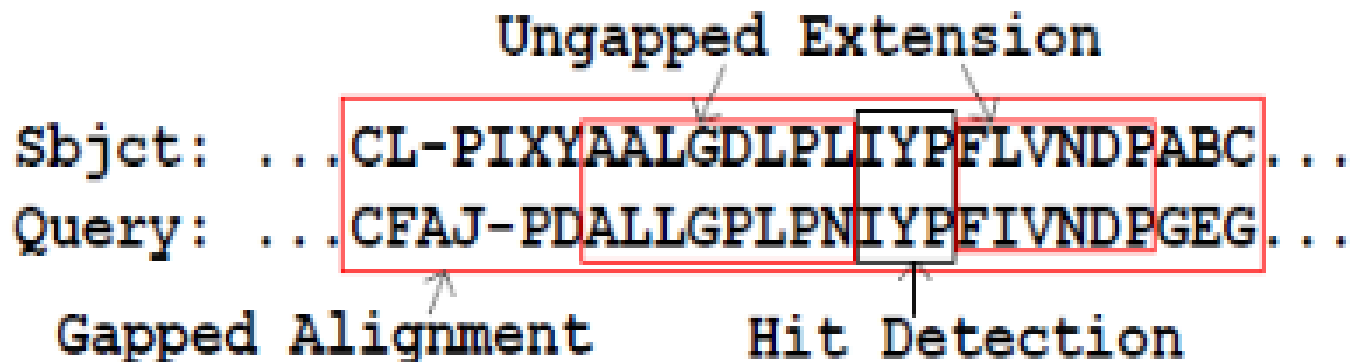 Ungapped Extension
Sbjct: ...CL-PIXYAALGDLPLIYPFLVNDPABC...
Query: ...CFAJ-PDALLGPLPNIYPFIVNDPGEG...
Gapped Alignment Hit Detection